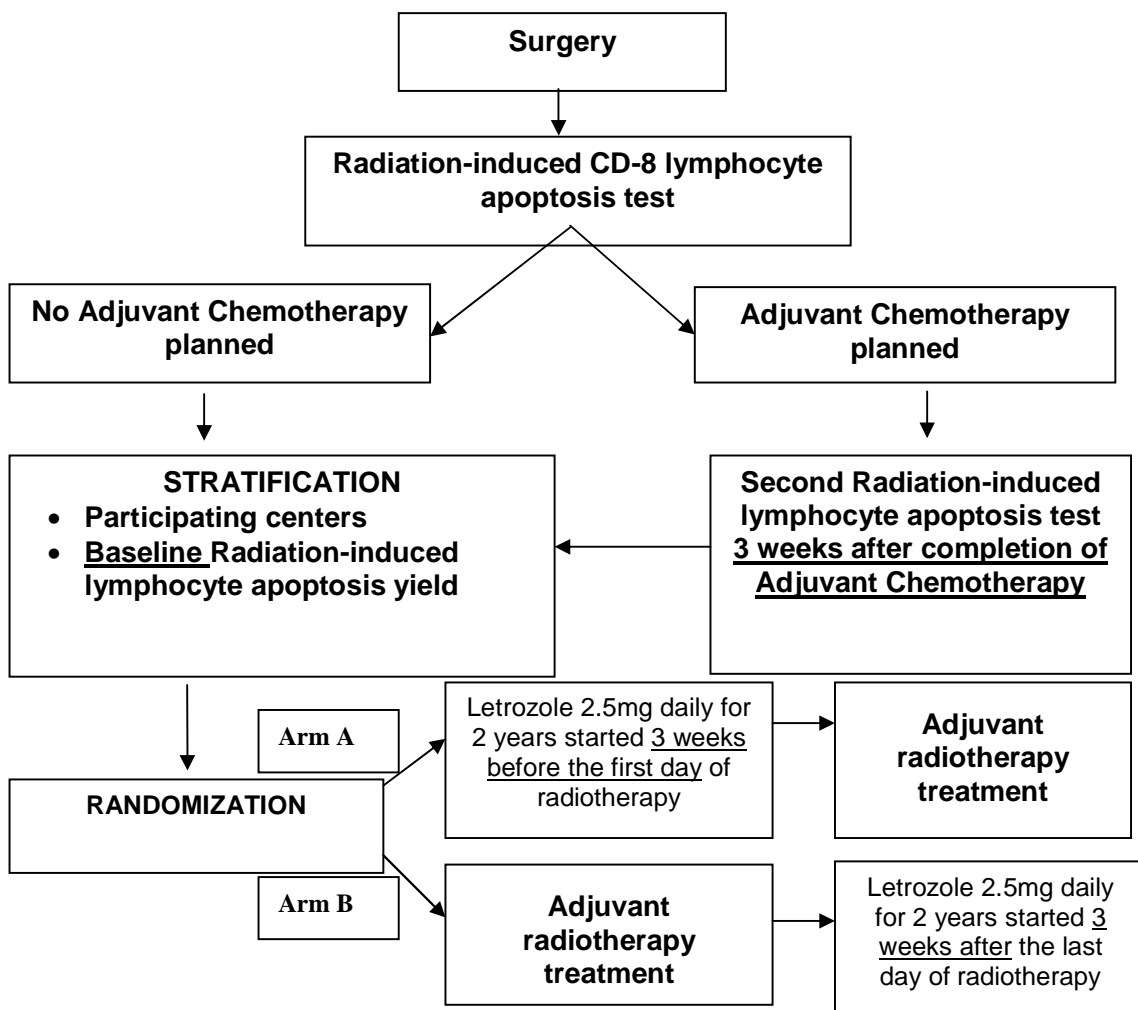 Surgery
Radiation-induced CD-8 lymphocyte
apoptosis test
No Adjuvant Chemotherapy
planned
Adjuvant Chemotherapy
planned
STRATIFICATION
• Participating centers
• Baseline Radiation-induced
lymphocyte apoptosis yield
Second Radiation-induced
lymphocyte apoptosis test
3 weeks after completion of
Adjuvant Chemotherapy
RANDOMIZATION
Arm A
Letrozole 2.5mg daily for
2 years started 3 weeks
before the first day of
radiotherapy
Adjuvant
radiotherapy
treatment
Arm B
Adjuvant
radiotherapy
treatment
Letrozole 2.5mg daily
for 2 years started 3
weeks after the last
day of radiotherapy